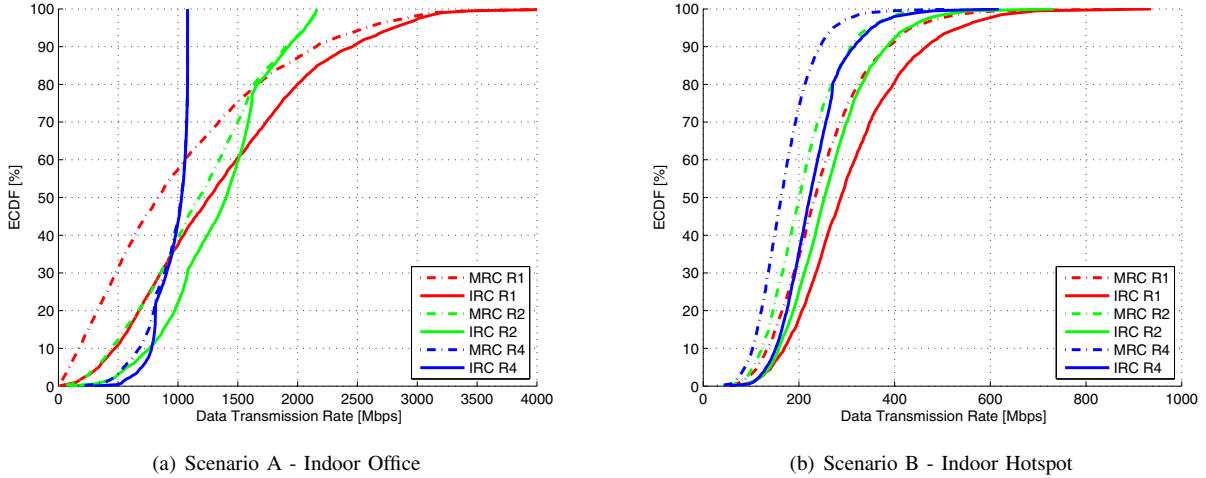 100
90
80
70
60
50
40
30
20
10
0
ECDF [%]
0 500 1000 1500 2000 2500 3000 3500 4000
Data Transmission Rate [Mbps]
MRC R1
IRC R1
MRC R2
IRC R2
MRC R4
IRC R4
(a) Scenario A - Indoor Office
100
90
80
70
60
50
40
30
20
10
0
ECDF [%]
0 200 400 600 800 1000
Data Transmission Rate [Mbps]
MRC R1
IRC R1
MRC R2
IRC R2
MRC R4
IRC R4
(b) Scenario B - Indoor Hotspot